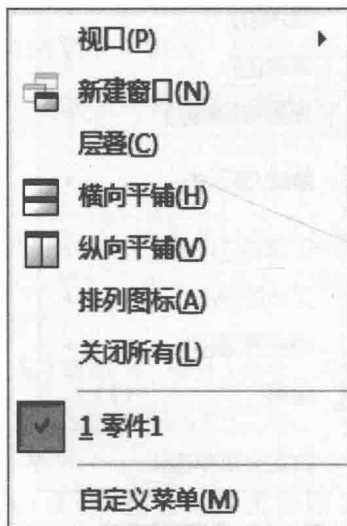 视口(P)
新建窗口(N)
层叠(C)
横向平铺(H)
纵向平铺(V)
排列图标(A)
关闭所有(L)
1 零件1
自定义菜单(M)